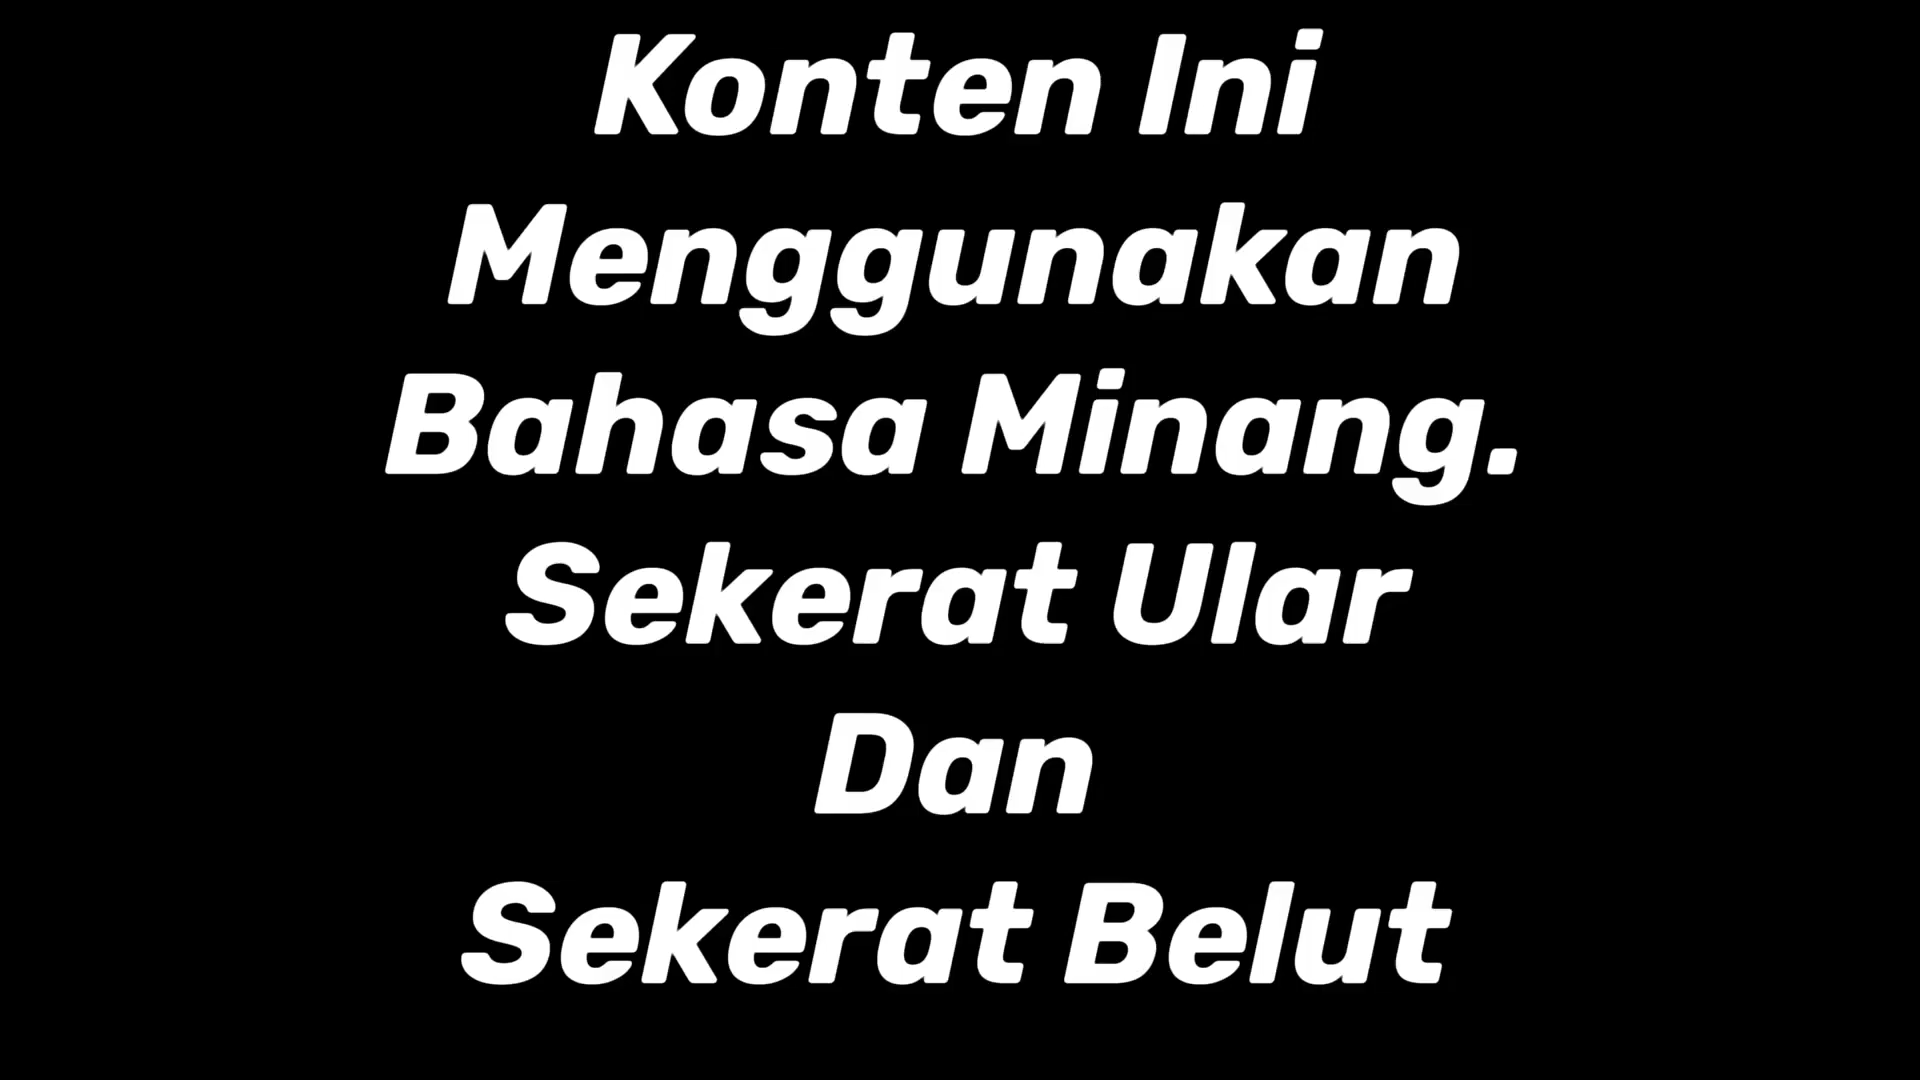 Konten Ini
Menggunakan
Bahasa Minang.
Sekerat Ular
Dan
Sekerat Belut